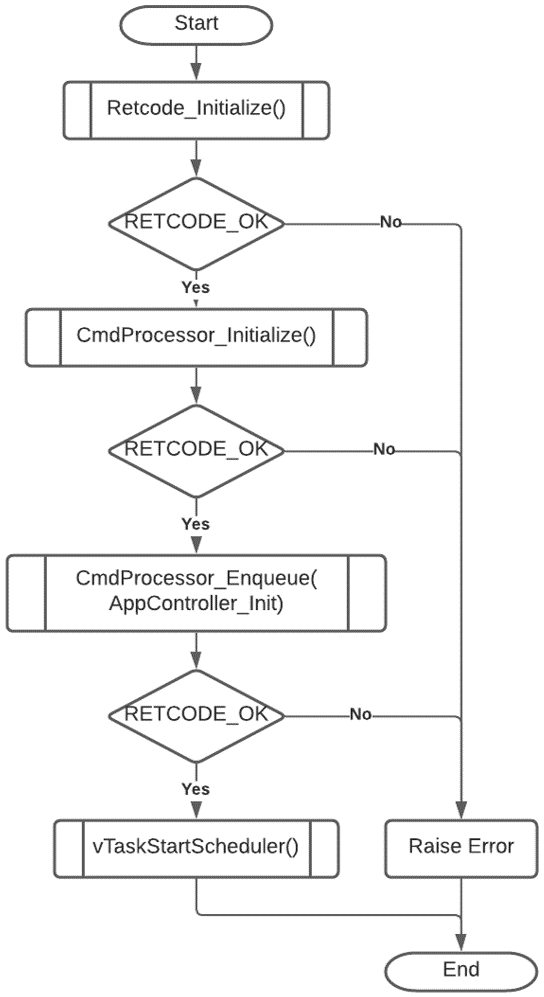 Start
Retcode_Initialize()
RETCODE_OK
No
Yes
CmdProcessor_Initialize()
RETCODE_OK
No
Yes
CmdProcessor_Enqueue(
AppController_Init)
RETCODE_OK
No
Yes
vTaskStartScheduler()
Raise Error
End